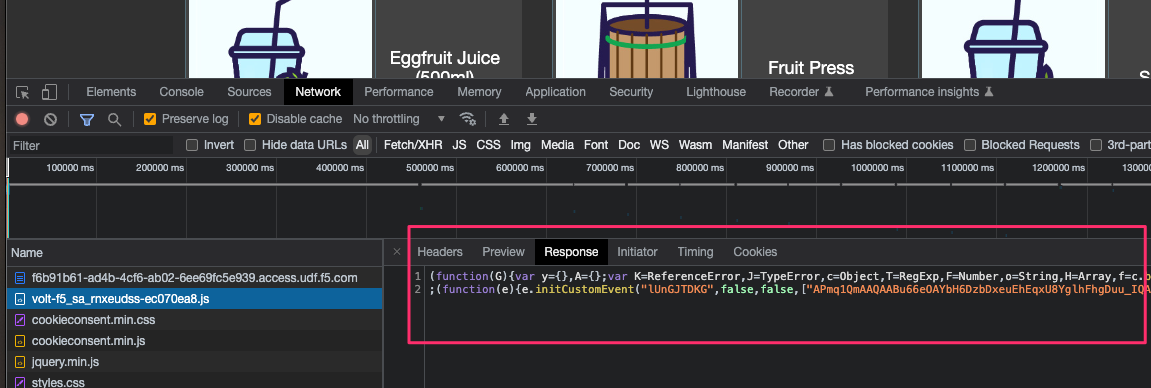 Eggfruit Juice
(500ml)
Fruit Press
Elements Console Sources Network Performance Memory Application Security Lighthouse Recorder Performance insights
Preserve log Disable cache No throttling
Filter Invert Hide data URLs All Fetch/XHR JS CSS Img Media Font Doc WS Wasm Manifest Other Has blocked cookies Blocked Requests 3rd-part
100000 ms 200000 ms 300000 ms 400000 ms 500000 ms 600000 ms 700000 ms 800000 ms 900000 ms 1000000 ms 1100000 ms 1200000 ms 130000
Name × Headers Preview Response Initiator Timing Cookies
f6b91b61-ad4b-4cf6-ab02-6ee69fc5e939.access.udf.f5.com
volt-f5_sa_rnxeudss-ec070ea8.js
cookieconsent.min.css
cookieconsent.min.js
jquery.min.js
styles.css
1 (function(G){var y={},A={};var K=ReferenceError,J=TypeError,c=Object,T=RegExp,F=Number,o=String,H=Array,f=c.b
2 ;(function(e){e.initCustomEvent("lUnGJTDKG",false,false,["APmq1QmAAQAABu66eOAYbH6DzbDxeuEhEqxU8YglhFhgDuu_IQA